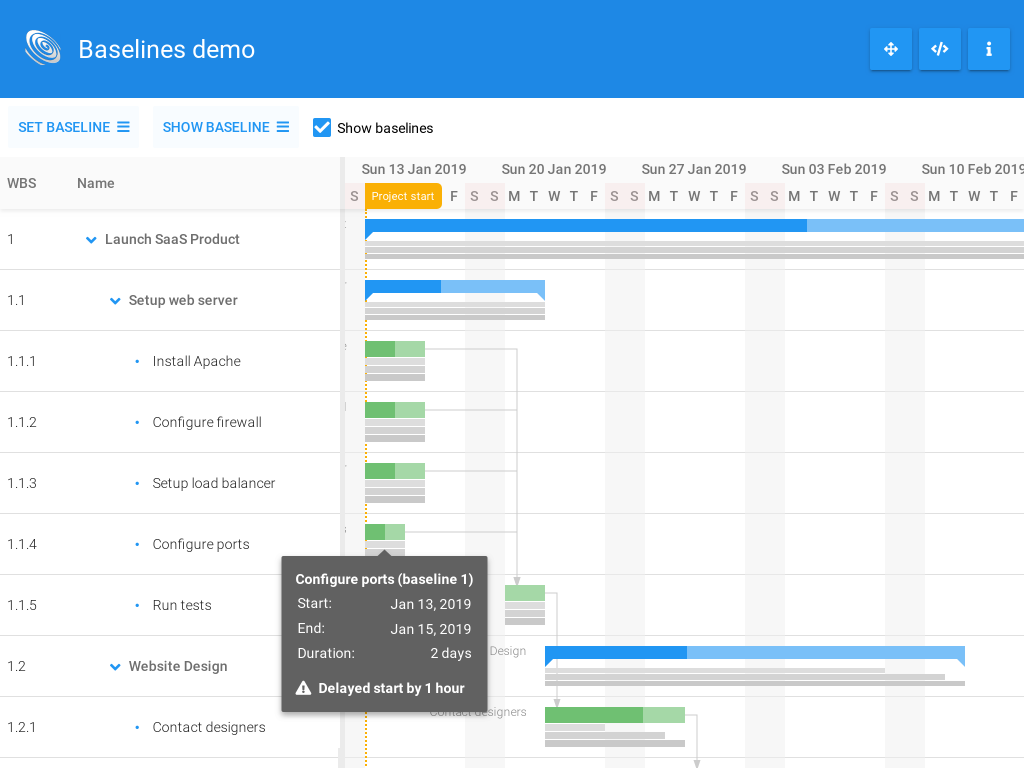 Baselines demo
SET BASELINE
SHOW BASELINE
Show baselines
WBS Name
Sun 13 Jan 2019 Sun 20 Jan 2019 Sun 27 Jan 2019 Sun 03 Feb 2019 Sun 10 Feb 2019
S Project start F S S M T W T F S S M T W T F S S M T W T F S S M T W T F
1 Launch SaaS Product
1.1 Setup web server
1.1.1 Install Apache
1.1.2 Configure firewall
1.1.3 Setup load balancer
1.1.4 Configure ports
Configure ports (baseline 1)
Start: Jan 13, 2019
1.1.5 Run tests
End: Jan 15, 2019
Duration: 2 days
1.2 Website Design
Design
Delayed start by 1 hour
Contact designers
1.2.1 Contact designers